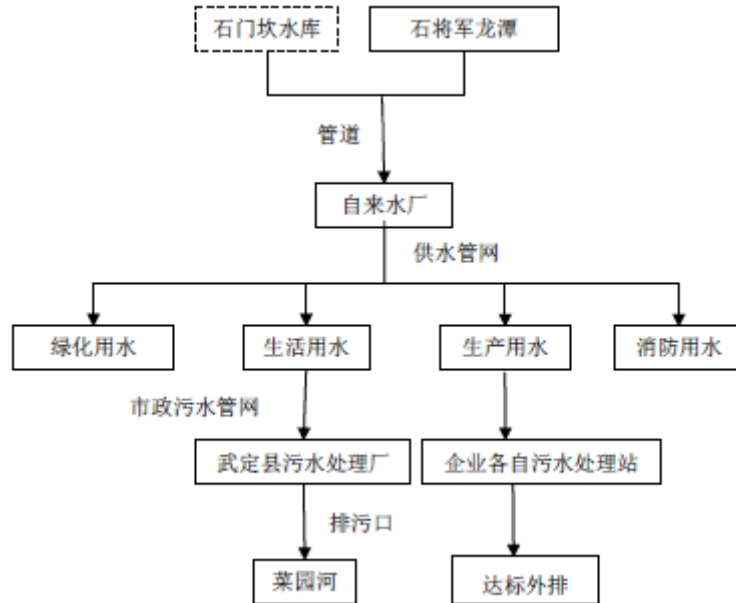 石门坎水库
石将军龙潭
管道
自来水厂
供水管网
绿化用水
生活用水
生产用水
消防用水
市政污水管网
武定县污水处理厂
企业各自污水处理站
排污口
菜园河
达标外排